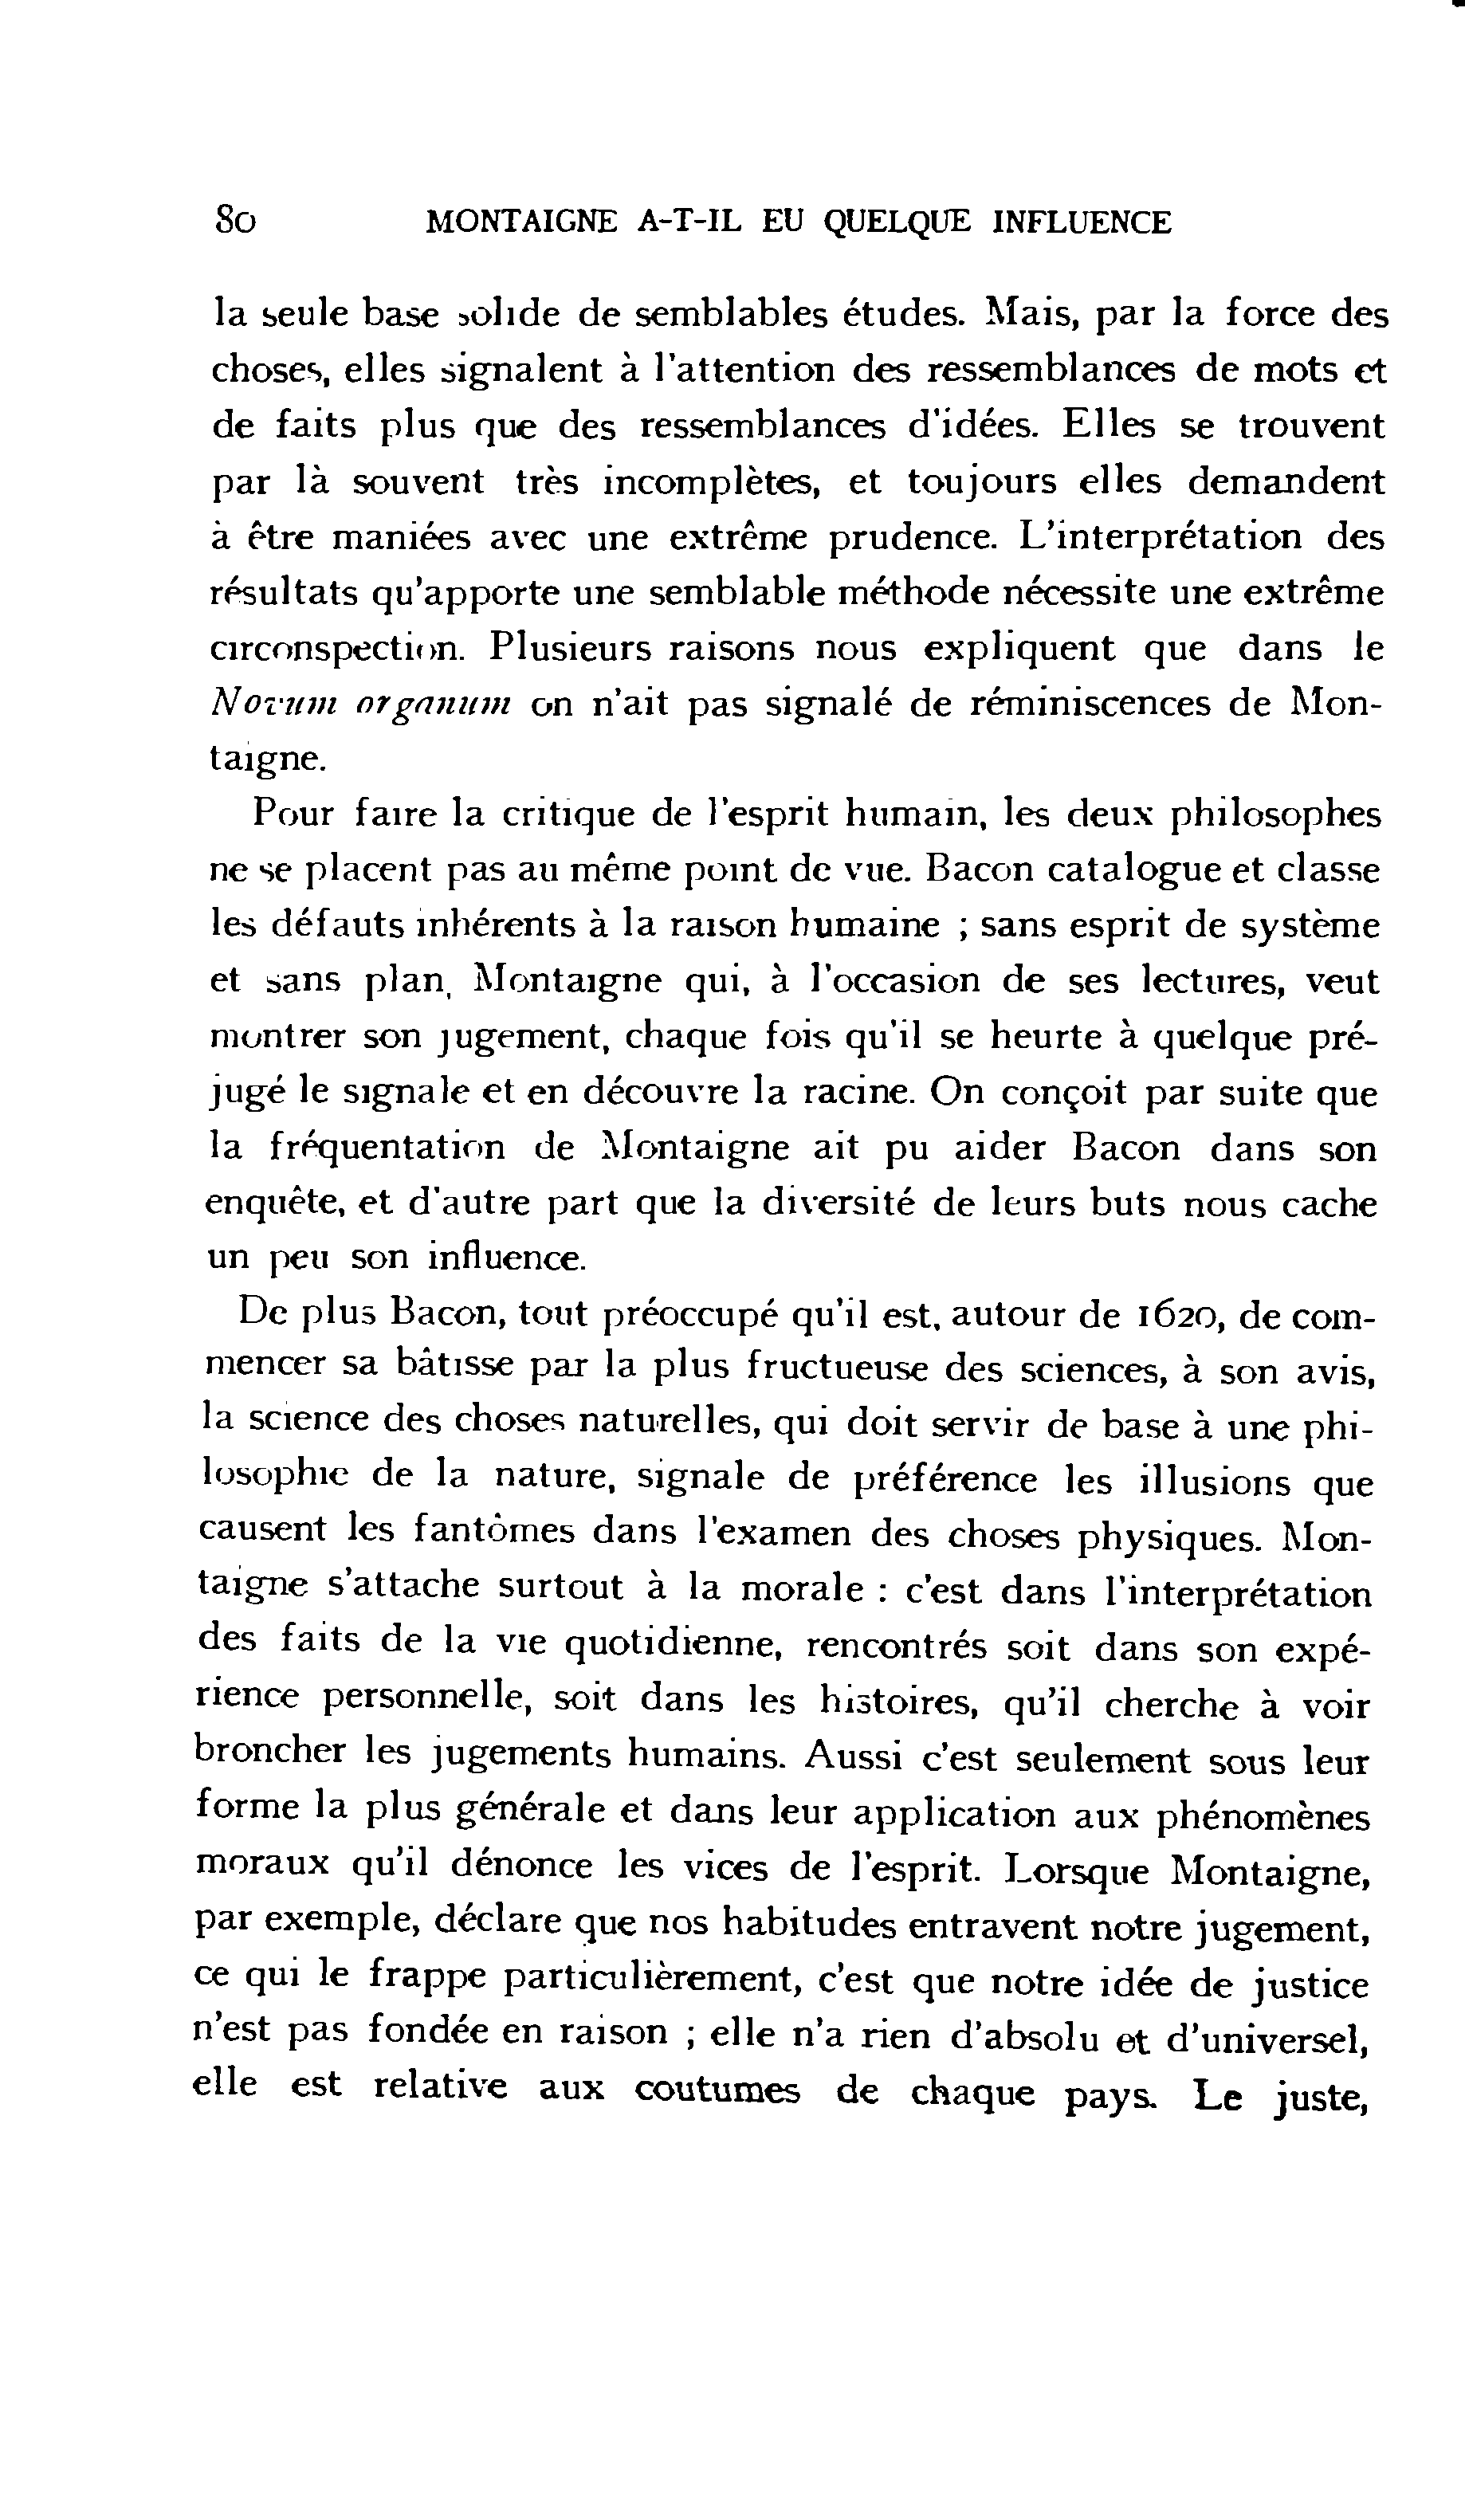 80 MONTAIGNE A-T-IL EU QUELQUE INFLUENCE
la seule base solide de semblables études. Mais, par la force des
choses, elles signalent à l'attention des ressemblances de mots et
de faits plus que des ressemblances d'idées. Elles se trouvent
par là souvent très incomplètes, et toujours elles demandent
à être maniées avec une extrême prudence. L'interprétation des
résultats qu'apporte une semblable méthode nécessite une extrême
circonspection. Plusieurs raisons nous expliquent que dans le
Novum organum on n'ait pas signalé de réminiscences de Mon-
taigne.
Pour faire la critique de l'esprit humain, les deux philosophes
ne se placent pas au même point de vue. Bacon catalogue et classe
les défauts inhérents à la raison humaine ; sans esprit de système
et sans plan, Montaigne qui, à l'occasion de ses lectures, veut
montrer son jugement, chaque fois qu'il se heurte à quelque pré-
jugé le signale et en découvre la racine. On conçoit par suite que
la fréquentation de Montaigne ait pu aider Bacon dans son
enquête, et d'autre part que la diversité de leurs buts nous cache
un peu son influence.
De plus Bacon, tout préoccupé qu'il est, autour de 1620, de com-
mencer sa bâtisse par la plus fructueuse des sciences, à son avis,
la science des choses naturelles, qui doit servir de base à une phi-
losophie de la nature, signale de préférence les illusions que
causent les fantômes dans l'examen des choses physiques. Mon-
taigne s'attache surtout à la morale : c'est dans l'interprétation
des faits de la vie quotidienne, rencontrés soit dans son expé-
rience personnelle, soit dans les histoires, qu'il cherche à voir
broncher les jugements humains. Aussi c'est seulement sous leur
forme la plus générale et dans leur application aux phénomènes
moraux qu'il dénonce les vices de l'esprit. Lorsque Montaigne,
par exemple, déclare que nos habitudes entravent notre jugement,
ce qui le frappe particulièrement, c'est que notre idée de justice
n'est pas fondée en raison ; elle n'a rien d'absolu et d'universel,
elle est relative aux coutumes de chaque pays. Le juste,